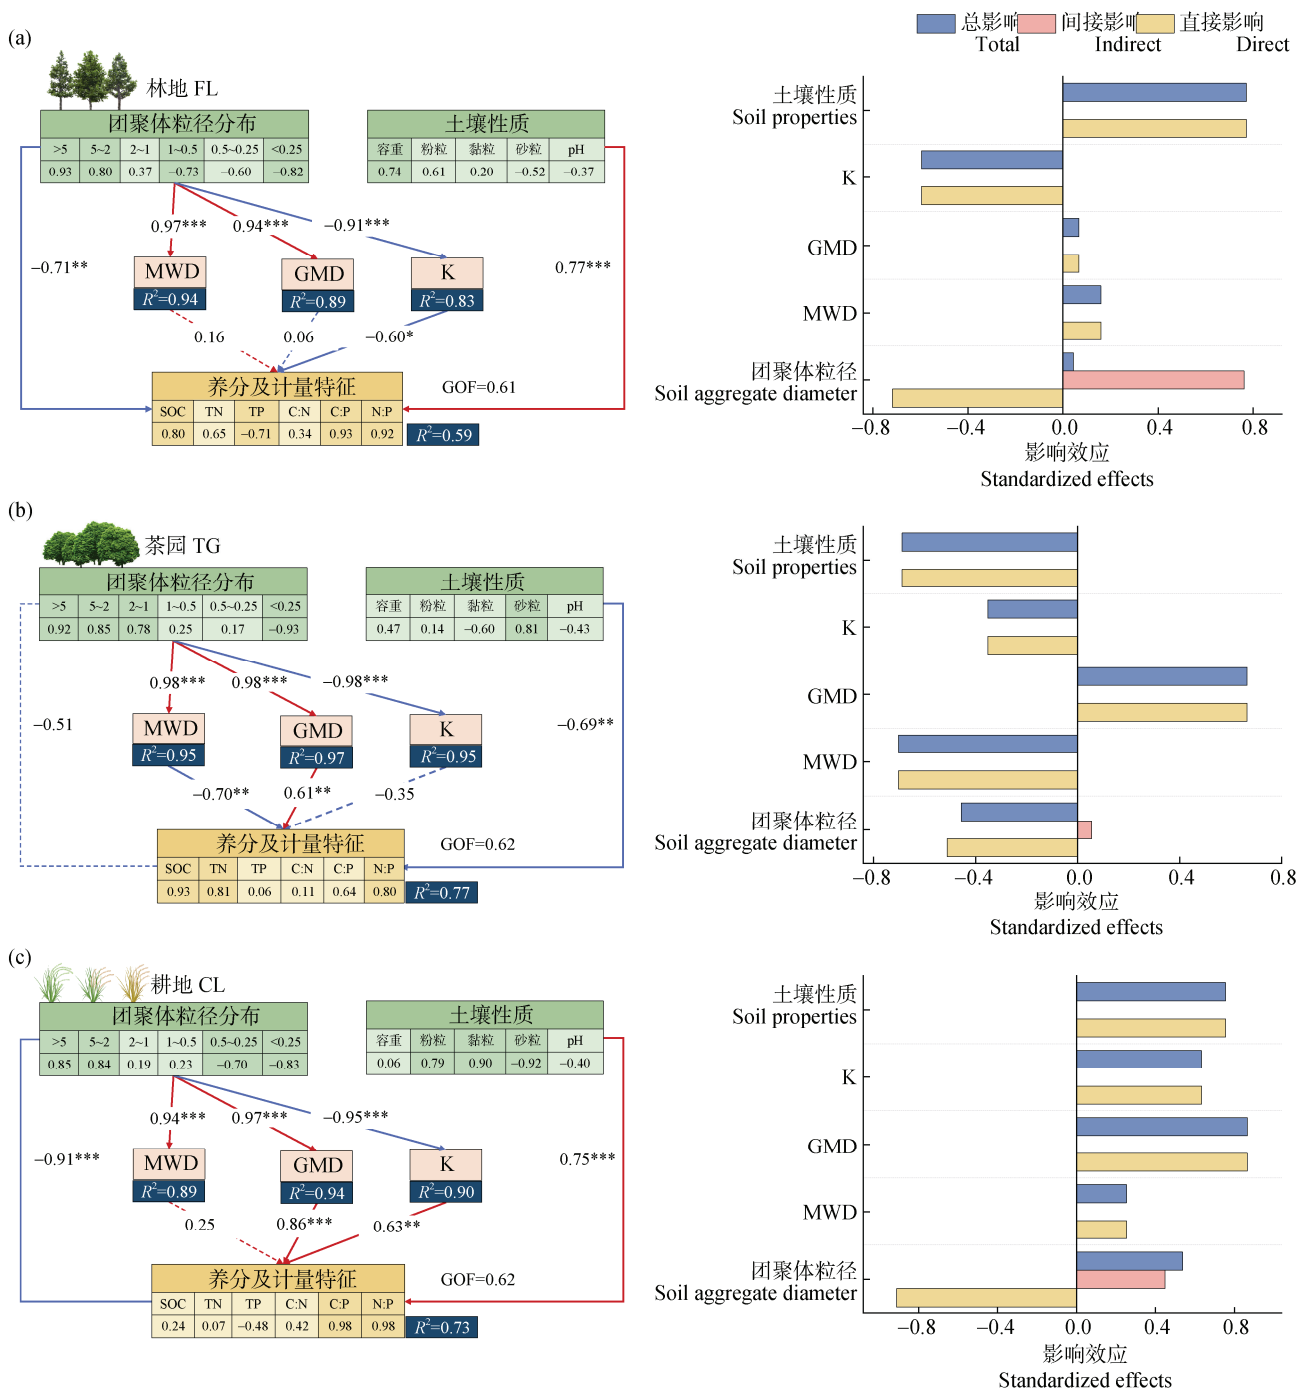 总影响 间接影响 直接影响
Total Indirect Direct
(a)
林地 FL
团聚体粒径分布
>5 5~2 2~1 1~0.5 0.5~0.25 <0.25
0.93 0.80 0.37 −0.73 −0.60 −0.82
土壤性质
容重 粉粒 黏粒 砂粒 pH
0.74 0.61 0.20 −0.52 −0.37
0.97*** 0.94*** −0.91***
−0.71** 0.77***
MWD GMD K
R²=0.94 R²=0.89 R²=0.83
0.16 0.06 −0.60*
养分及计量特征
GOF=0.61
SOC TN TP C:N C:P N:P
0.80 0.65 −0.71 0.34 0.93 0.92
R²=0.59
土壤性质
Soil properties
K
GMD
MWD
团聚体粒径
Soil aggregate diameter
−0.8 −0.4 0.0 0.4 0.8
影响效应
Standardized effects
(b)
茶园 TG
团聚体粒径分布
>5 5~2 2~1 1~0.5 0.5~0.25 <0.25
0.92 0.85 0.78 0.25 0.17 −0.93
土壤性质
容重 粉粒 黏粒 砂粒 pH
0.47 0.14 −0.60 0.81 −0.43
0.98*** 0.98*** −0.98***
−0.51 −0.69**
MWD GMD K
R²=0.95 R²=0.97 R²=0.95
−0.70** 0.61** −0.35
养分及计量特征
GOF=0.62
SOC TN TP C:N C:P N:P
0.93 0.81 0.06 0.11 0.64 0.80
R²=0.77
土壤性质
Soil properties
K
GMD
MWD
团聚体粒径
Soil aggregate diameter
−0.8 −0.4 0.0 0.4 0.8
影响效应
Standardized effects
(c)
耕地 CL
团聚体粒径分布
>5 5~2 2~1 1~0.5 0.5~0.25 <0.25
0.85 0.84 0.19 0.23 −0.70 −0.83
土壤性质
容重 粉粒 黏粒 砂粒 pH
0.06 0.79 0.90 −0.92 −0.40
0.94*** 0.97*** −0.95***
−0.91*** 0.75***
MWD GMD K
R²=0.89 R²=0.94 R²=0.90
0.25 0.86*** 0.63**
养分及计量特征
GOF=0.62
SOC TN TP C:N C:P N:P
0.24 0.07 −0.48 0.42 0.98 0.98
R²=0.73
土壤性质
Soil properties
K
GMD
MWD
团聚体粒径
Soil aggregate diameter
−0.8 −0.4 0.0 0.4 0.8
影响效应
Standardized effects